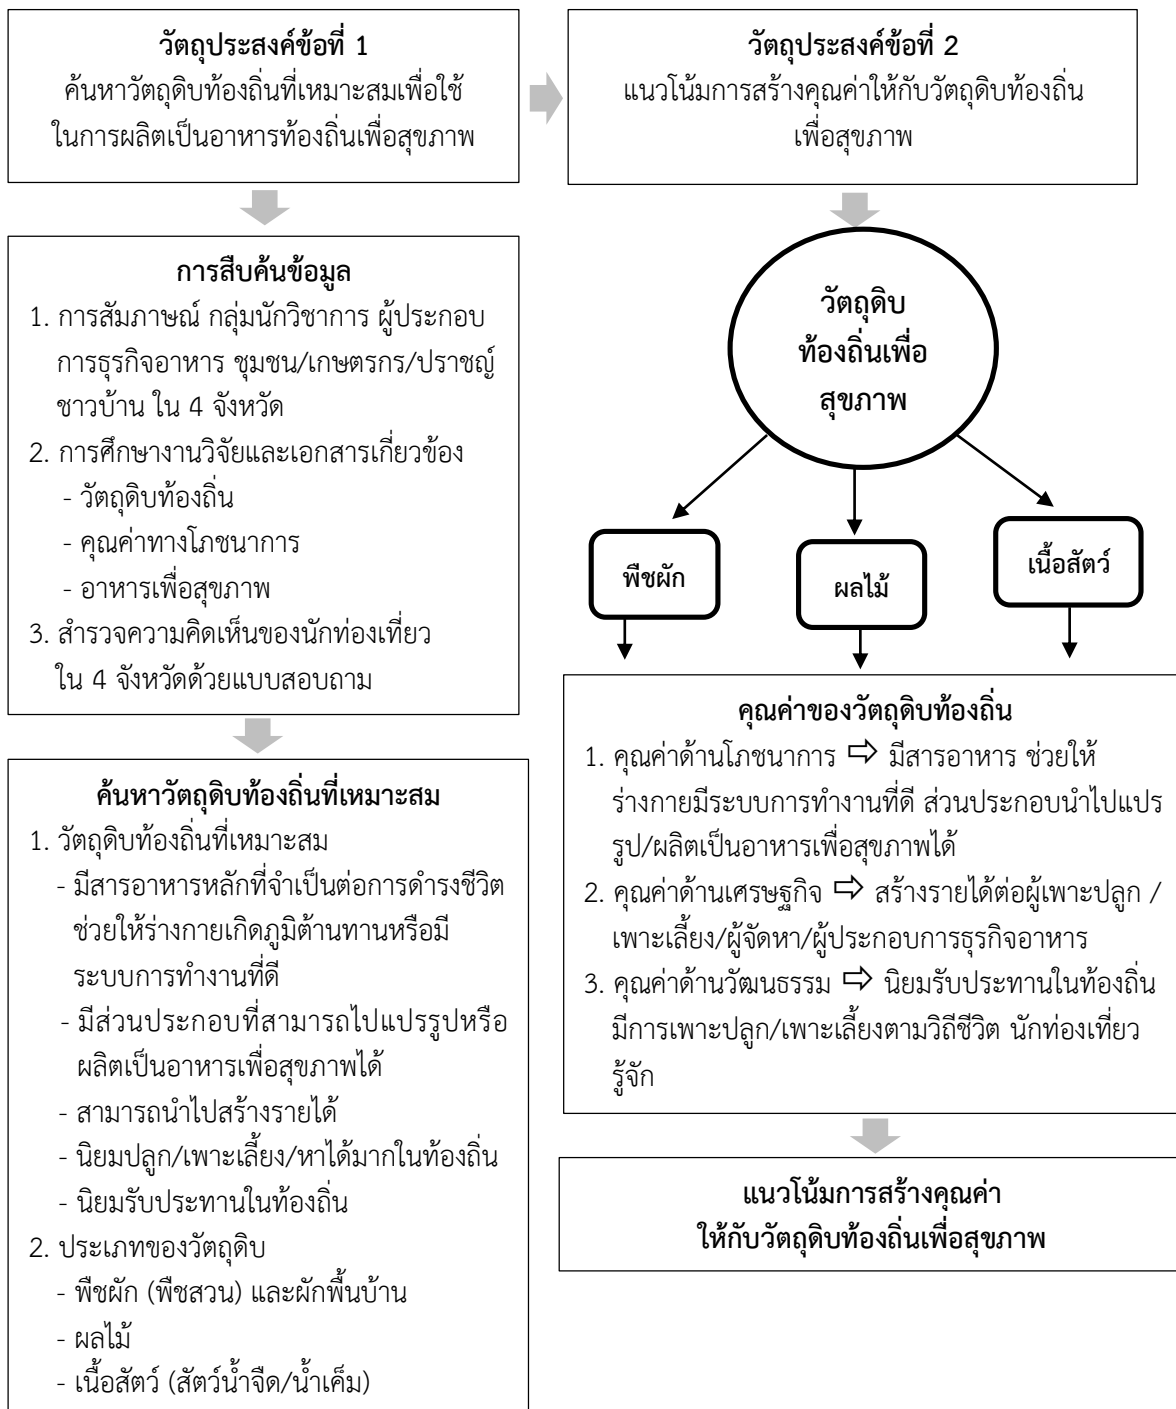 วัตถุประสงค์ข้อที่ 1
ค้นหาวัตถุดิบท้องถิ่นที่เหมาะสมเพื่อใช้
ในการผลิตเป็นอาหารท้องถิ่นเพื่อสุขภาพ
วัตถุประสงค์ข้อที่ 2
แนวโน้มการสร้างคุณค่าให้กับวัตถุดิบท้องถิ่น
เพื่อสุขภาพ
การสืบค้นข้อมูล
1. การสัมภาษณ์ กลุ่มนักวิชาการ ผู้ประกอบ
การธุรกิจอาหาร ชุมชน/เกษตรกร/ปราชญ์
ชาวบ้าน ใน 4 จังหวัด
2. การศึกษางานวิจัยและเอกสารเกี่ยวข้อง
- วัตถุดิบท้องถิ่น
- คุณค่าทางโภชนาการ
- อาหารเพื่อสุขภาพ
3. สำรวจความคิดเห็นของนักท่องเที่ยว
ใน 4 จังหวัดด้วยแบบสอบถาม
ค้นหาวัตถุดิบท้องถิ่นที่เหมาะสม
1. วัตถุดิบท้องถิ่นที่เหมาะสม
- มีสารอาหารหลักที่จำเป็นต่อการดำรงชีวิต
ช่วยให้ร่างกายเกิดภูมิต้านทานหรือมี
ระบบการทำงานที่ดี
- มีส่วนประกอบที่สามารถไปแปรรูปหรือ
ผลิตเป็นอาหารเพื่อสุขภาพได้
- สามารถนำไปสร้างรายได้
- นิยมปลูก/เพาะเลี้ยง/หาได้มากในท้องถิ่น
- นิยมรับประทานในท้องถิ่น
2. ประเภทของวัตถุดิบ
- พืชผัก (พืชสวน) และผักพื้นบ้าน
- ผลไม้
- เนื้อสัตว์ (สัตว์น้ำจืด/น้ำเค็ม)
วัตถุดิบ
ท้องถิ่นเพื่อ
สุขภาพ
พืชผัก
ผลไม้
เนื้อสัตว์
คุณค่าของวัตถุดิบท้องถิ่น
1. คุณค่าด้านโภชนาการ ⇨ มีสารอาหาร ช่วยให้
ร่างกายมีระบบการทำงานที่ดี ส่วนประกอบนำไปแปร
รูป/ผลิตเป็นอาหารเพื่อสุขภาพได้
2. คุณค่าด้านเศรษฐกิจ ⇨ สร้างรายได้ต่อผู้เพาะปลูก /
เพาะเลี้ยง/ผู้จัดหา/ผู้ประกอบการธุรกิจอาหาร
3. คุณค่าด้านวัฒนธรรม ⇨ นิยมรับประทานในท้องถิ่น
มีการเพาะปลูก/เพาะเลี้ยงตามวิถีชีวิต นักท่องเที่ยว
รู้จัก
แนวโน้มการสร้างคุณค่า
ให้กับวัตถุดิบท้องถิ่นเพื่อสุขภาพ